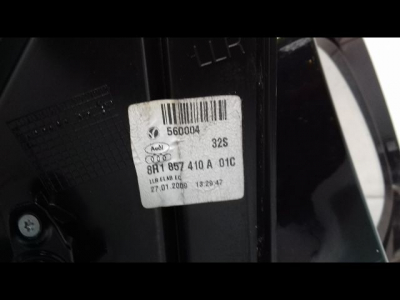 560004
32S
Audi
8H1 857 410 A 01C
27.01.2006 13:29:47